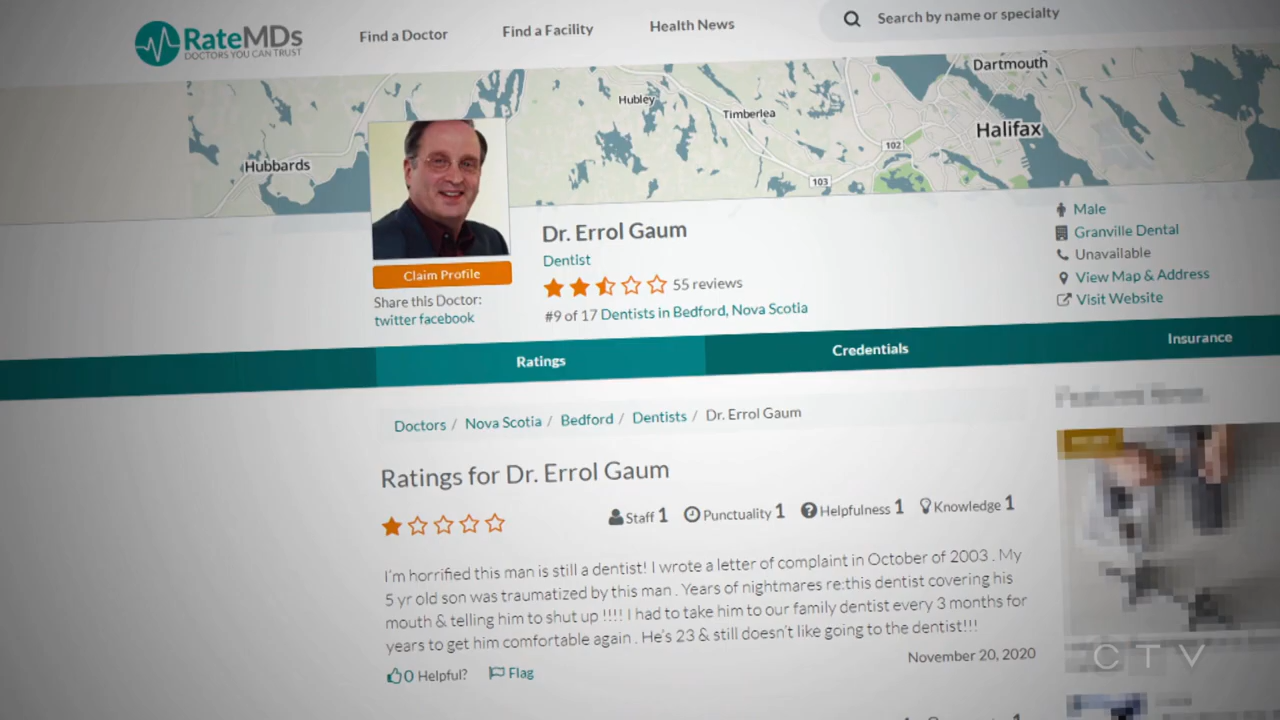 RateMDs
DOCTORS YOU CAN TRUST
Find a Doctor
Find a Facility
Health News
Search by name or specialty
Hubbards
Hubley
Timberlea
102
103
Dartmouth
Halifax
Claim Profile
Share this Doctor:
twitter facebook
Dr. Errol Gaum
Dentist
55 reviews
#9 of 17 Dentists in Bedford, Nova Scotia
Male
Granville Dental
Unavailable
View Map & Address
Visit Website
Ratings
Credentials
Insurance
Doctors / Nova Scotia / Bedford / Dentists / Dr. Errol Gaum
Ratings for Dr. Errol Gaum
Staff 1 Punctuality 1 Helpfulness 1 Knowledge 1
I'm horrified this man is still a dentist! I wrote a letter of complaint in October of 2003 . My
5 yr old son was traumatized by this man . Years of nightmares re:this dentist covering his
mouth & telling him to shut up !!!! I had to take him to our family dentist every 3 months for
years to get him comfortable again . He's 23 & still doesn't like going to the dentist!!!
November 20, 2020
0 Helpful? Flag
CTV